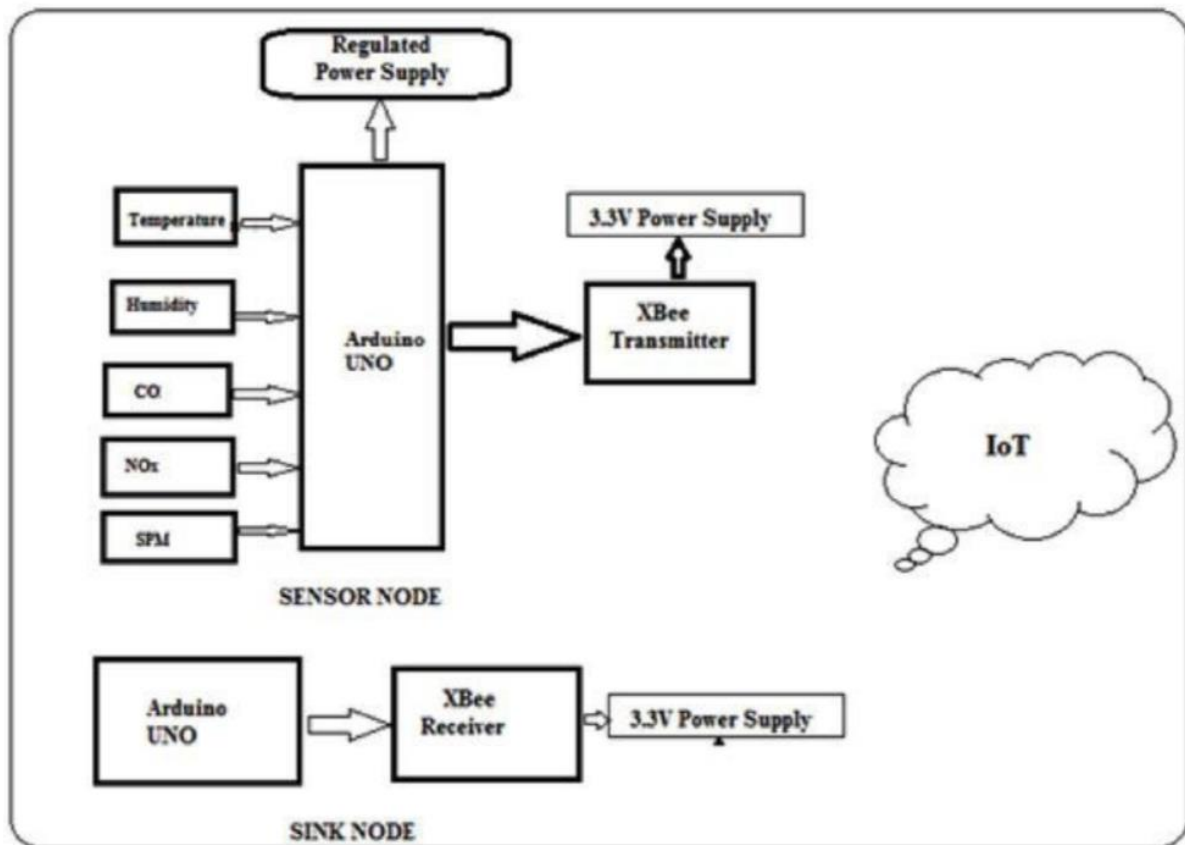 Regulated
Power Supply
Temperature
3.3V Power Supply
Humidity
XBee
Transmitter
Arduino
UNO
CO
IoT
NOx
SPM
SENSOR NODE
Arduino
UNO
XBee
Receiver
3.3V Power Supply
SINK NODE